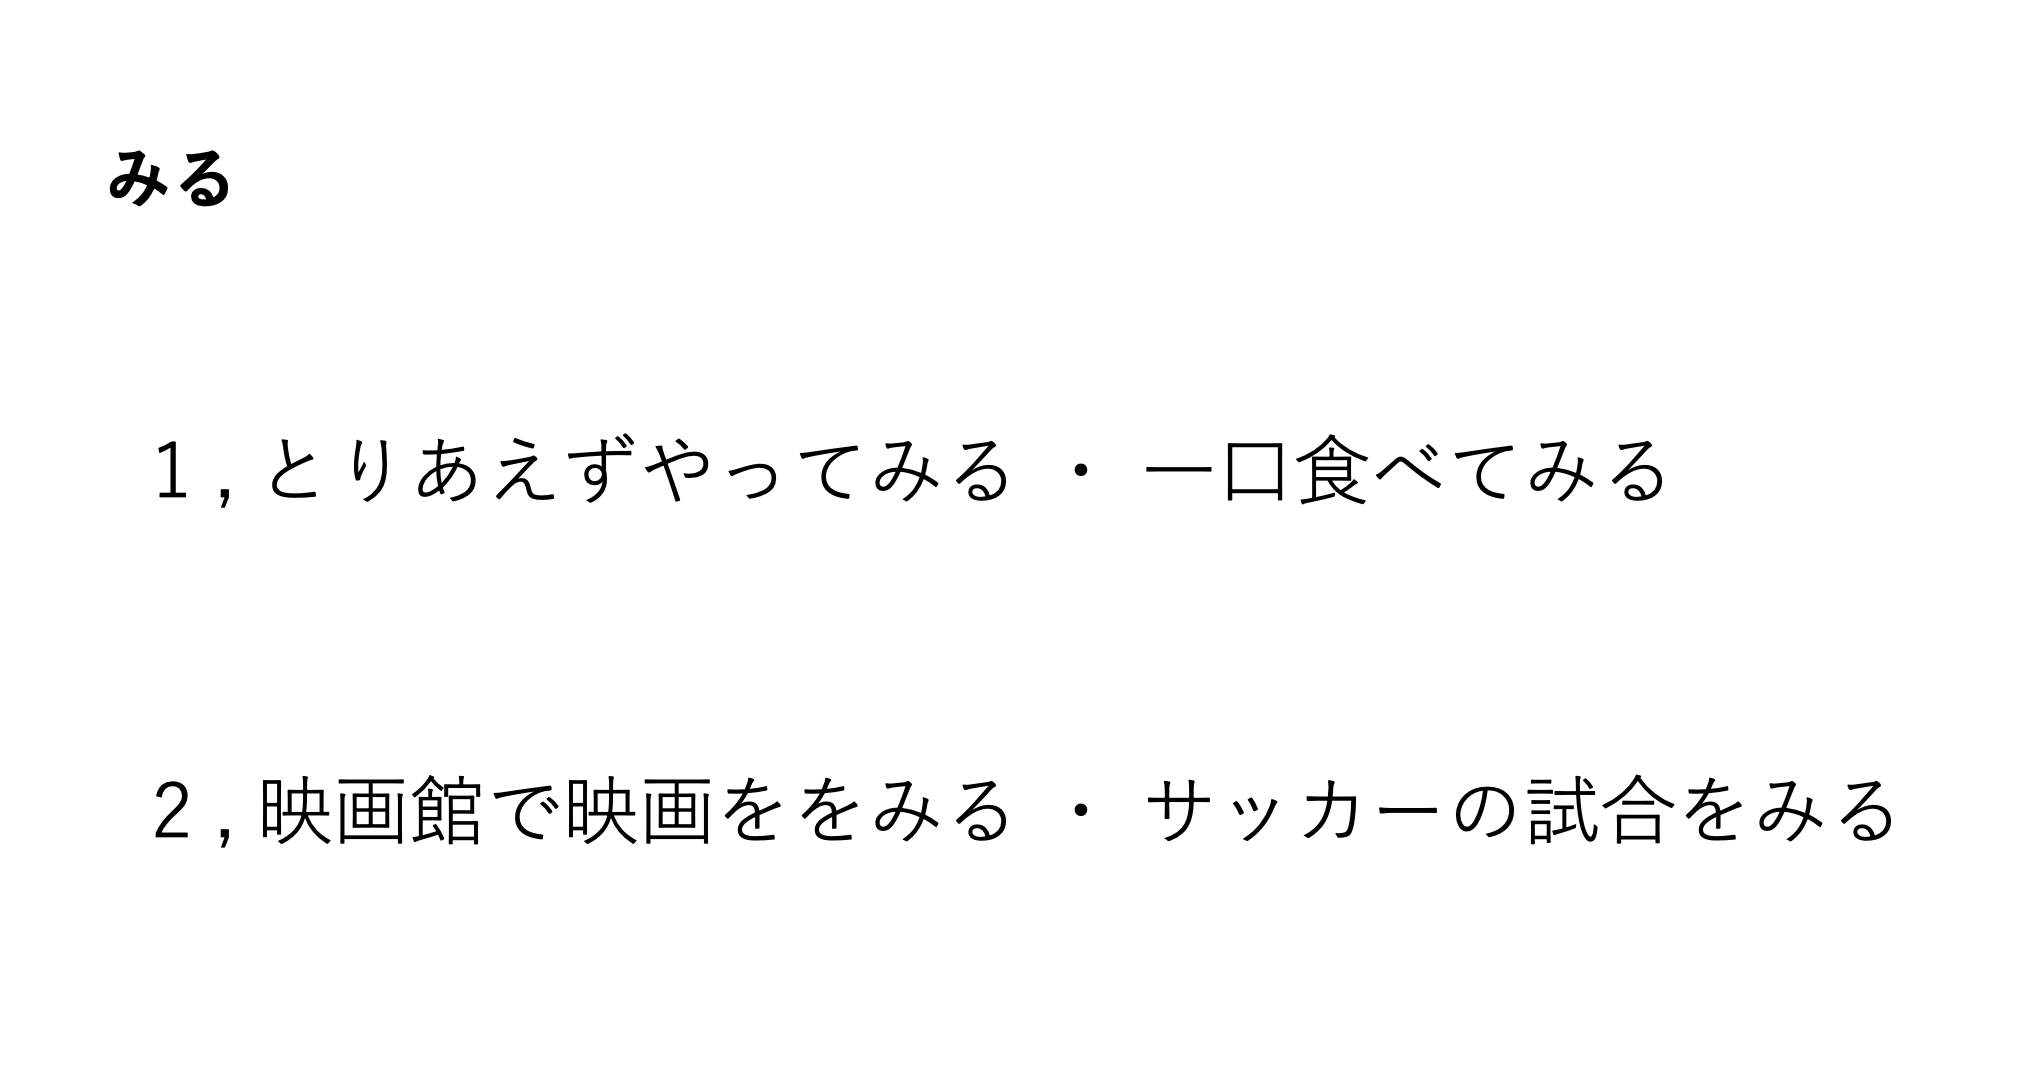 みる
1 , とりあえずやってみる ・ 一口食べてみる
2 , 映画館で映画ををみる ・ サッカーの試合をみる